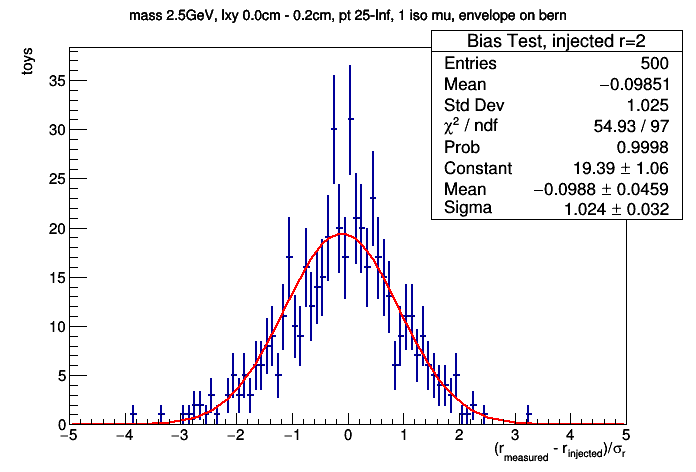 mass 2.5GeV, lxy 0.0cm - 0.2cm, pt 25-Inf, 1 iso mu, envelope on bern
toys
Bias Test, injected r=2
Entries 500
Mean −0.09851
Std Dev 1.025
χ² / ndf 54.93 / 97
Prob 0.9998
Constant 19.39 ± 1.06
Mean −0.0988 ± 0.0459
Sigma 1.024 ± 0.032
35
30
25
20
15
10
5
0
−5 −4 −3 −2 −1 0 1 2 3 4 5
(r_measured - r_injected)/σ_r